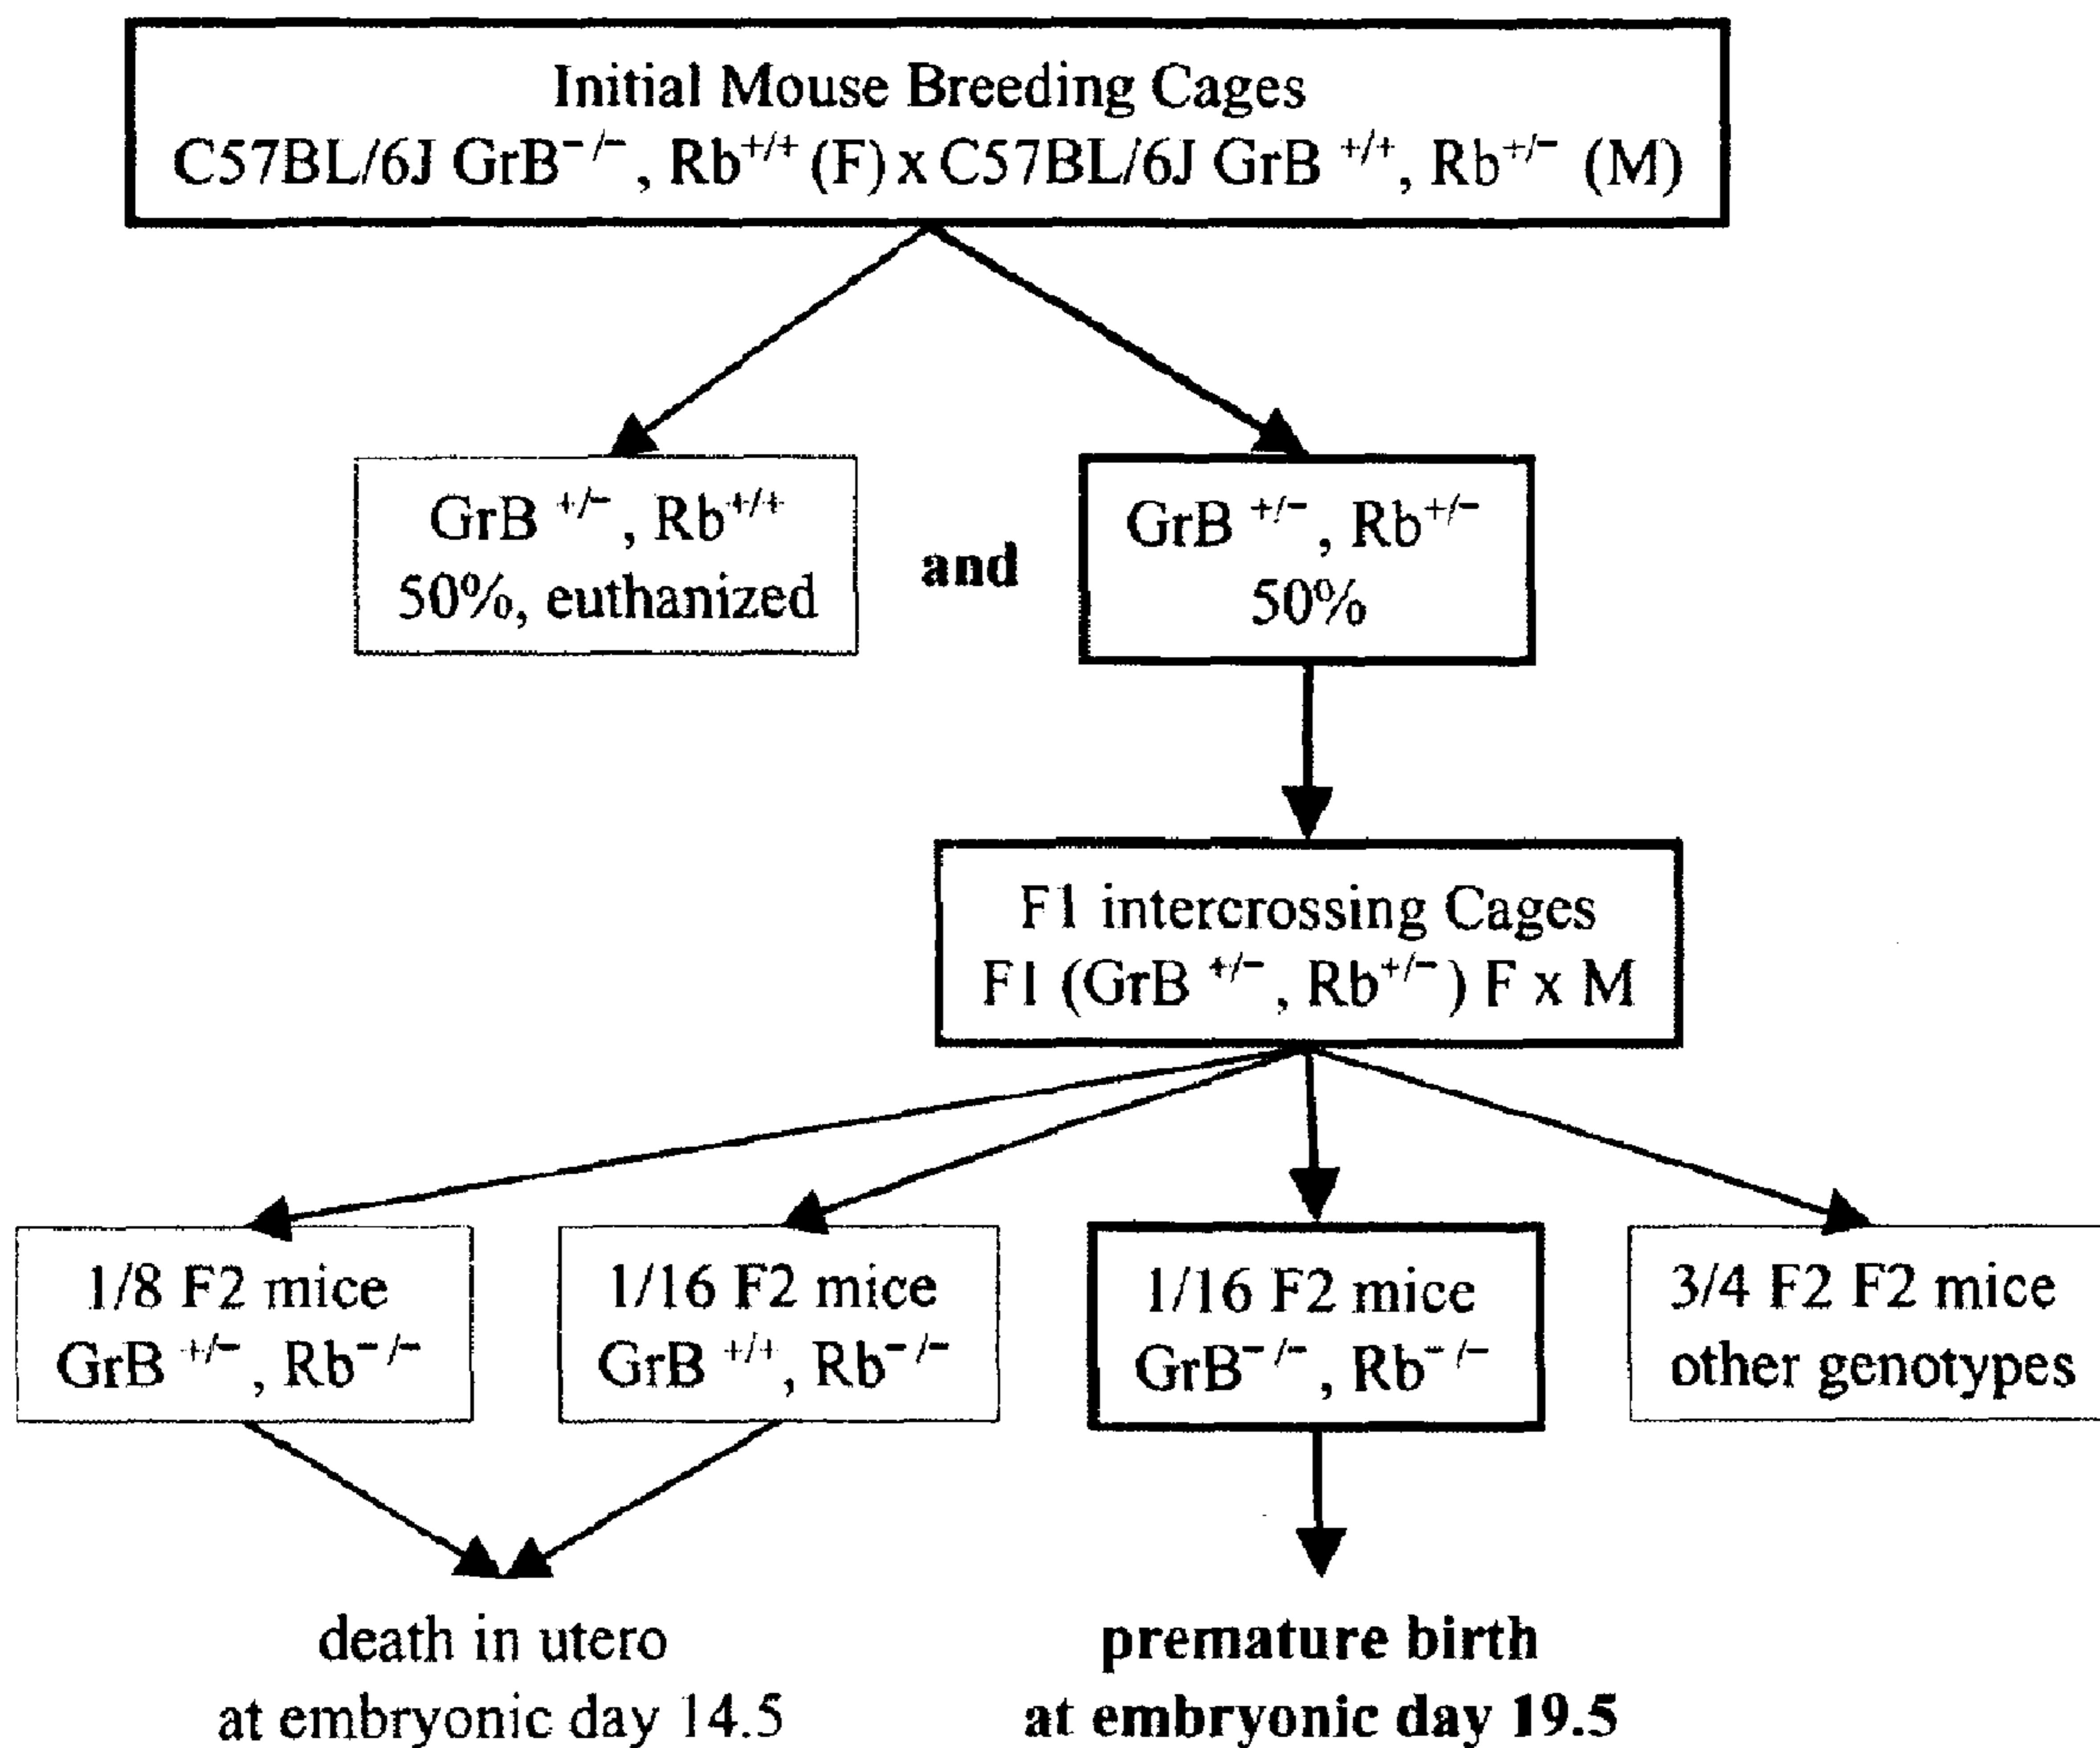 Initial Mouse Breeding Cages
C57BL/6J GrB⁻/⁻, Rb⁺/⁺ (F) x C57BL/6J GrB ⁺/⁺, Rb⁺/⁻ (M)
GrB ⁺/⁻, Rb⁺/⁺
50%, euthanized
and
GrB ⁺/⁻, Rb⁺/⁻
50%
F1 intercrossing Cages
F1 (GrB ⁺/⁻, Rb⁺/⁻) F x M
1/8 F2 mice
GrB ⁺/⁻, Rb⁻/⁻
1/16 F2 mice
GrB ⁺/⁺, Rb⁻/⁻
1/16 F2 mice
GrB⁻/⁻, Rb⁻/⁻
3/4 F2 F2 mice
other genotypes
death in utero
at embryonic day 14.5
premature birth
at embryonic day 19.5